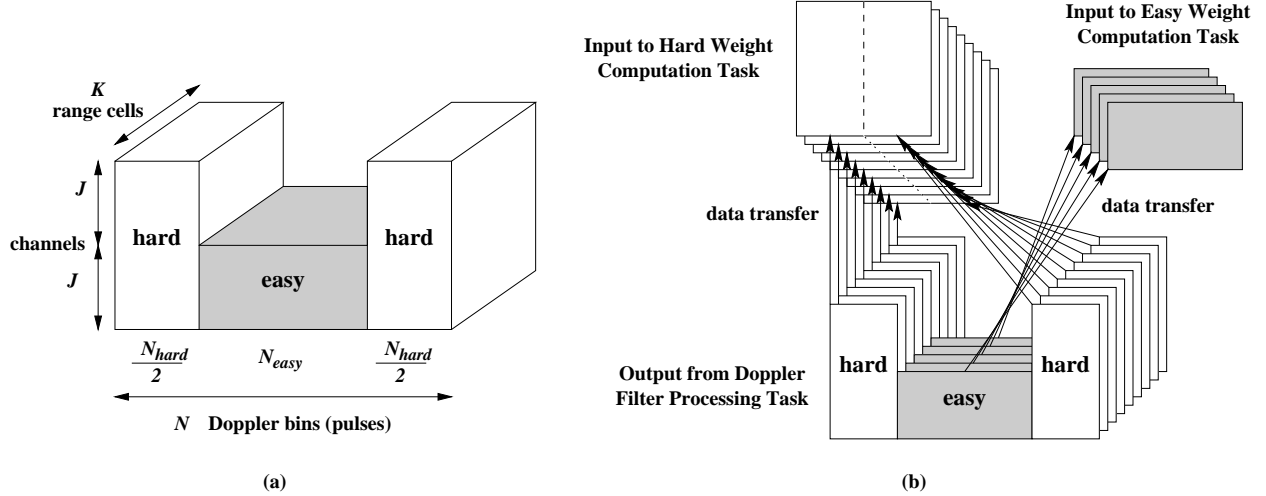 K
range cells
J
channels
J
hard
hard
easy
N_hard
2
N_easy
N_hard
2
N Doppler bins (pulses)
(a)
Input to Hard Weight
Computation Task
Input to Easy Weight
Computation Task
data transfer
data transfer
hard
hard
easy
Output from Doppler
Filter Processing Task
(b)